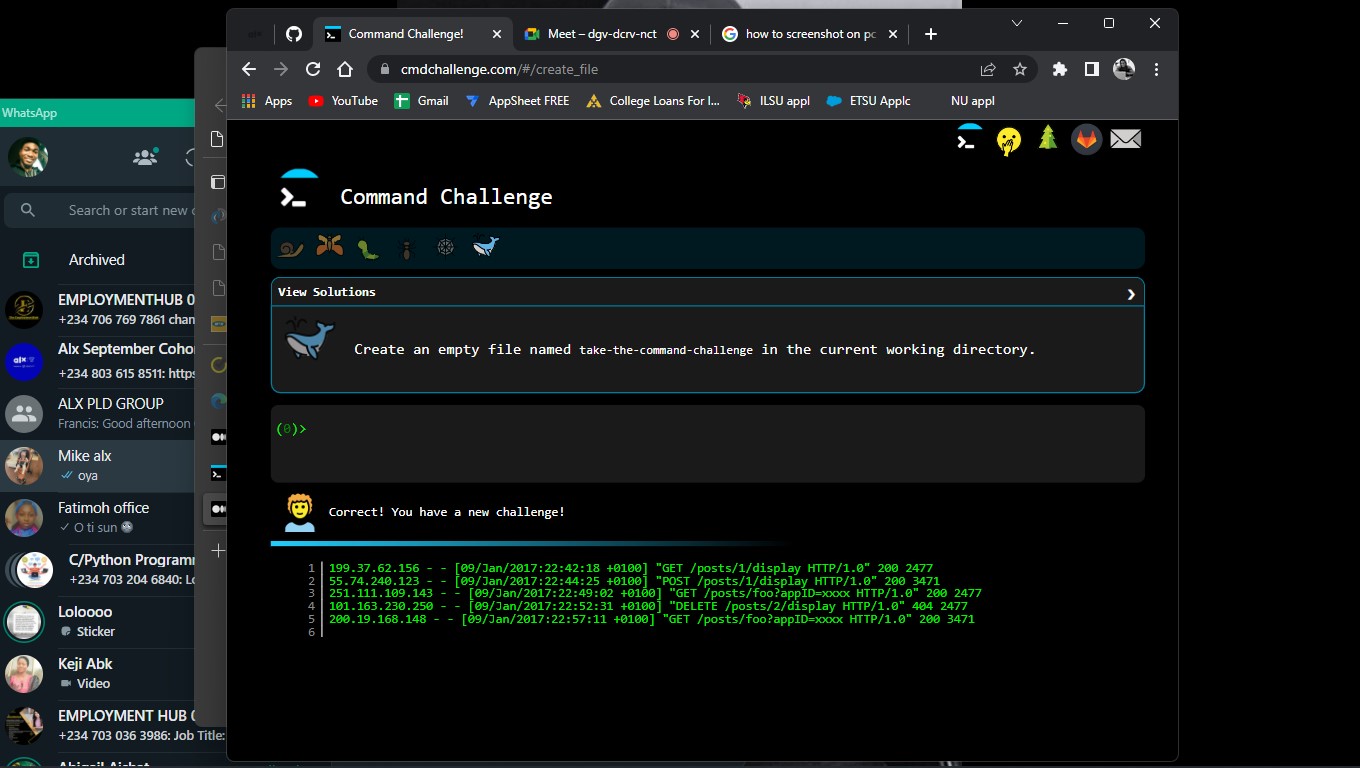 Command Challenge!
Meet – dgv-dcrv-nct
how to screenshot on pc
cmdchallenge.com/#/create_file
Apps
YouTube
Gmail
AppSheet FREE
College Loans For I...
ILSU appl
ETSU Applc
NU appl
WhatsApp
Search or start new c
Archived
EMPLOYMENTHUB 0
+234 706 769 7861 chan
Alx September Coho
+234 803 615 8511: https
alx
ALX PLD GROUP
Francis: Good afternoon
Mike alx
oya
Fatimoh office
O ti sun
C/Python Program
+234 703 204 6840: Lo
Loloooo
Sticker
Keji Abk
Video
EMPLOYMENT HUB
+234 703 036 3986: Job Title:
Command Challenge
View Solutions
Create an empty file named take-the-command-challenge in the current working directory.
(0)>
Correct! You have a new challenge!
1 199.37.62.156 - - [09/Jan/2017:22:42:18 +0100] "GET /posts/1/display HTTP/1.0" 200 2477
2 55.74.240.123 - - [09/Jan/2017:22:44:25 +0100] "POST /posts/1/display HTTP/1.0" 200 3471
3 251.111.109.143 - - [09/Jan/2017:22:49:02 +0100] "GET /posts/foo?appID=xxxx HTTP/1.0" 200 2477
4 101.163.230.250 - - [09/Jan/2017:22:52:31 +0100] "DELETE /posts/2/display HTTP/1.0" 404 2477
5 200.19.168.148 - - [09/Jan/2017:22:57:11 +0100] "GET /posts/foo?appID=xxxx HTTP/1.0" 200 3471
6